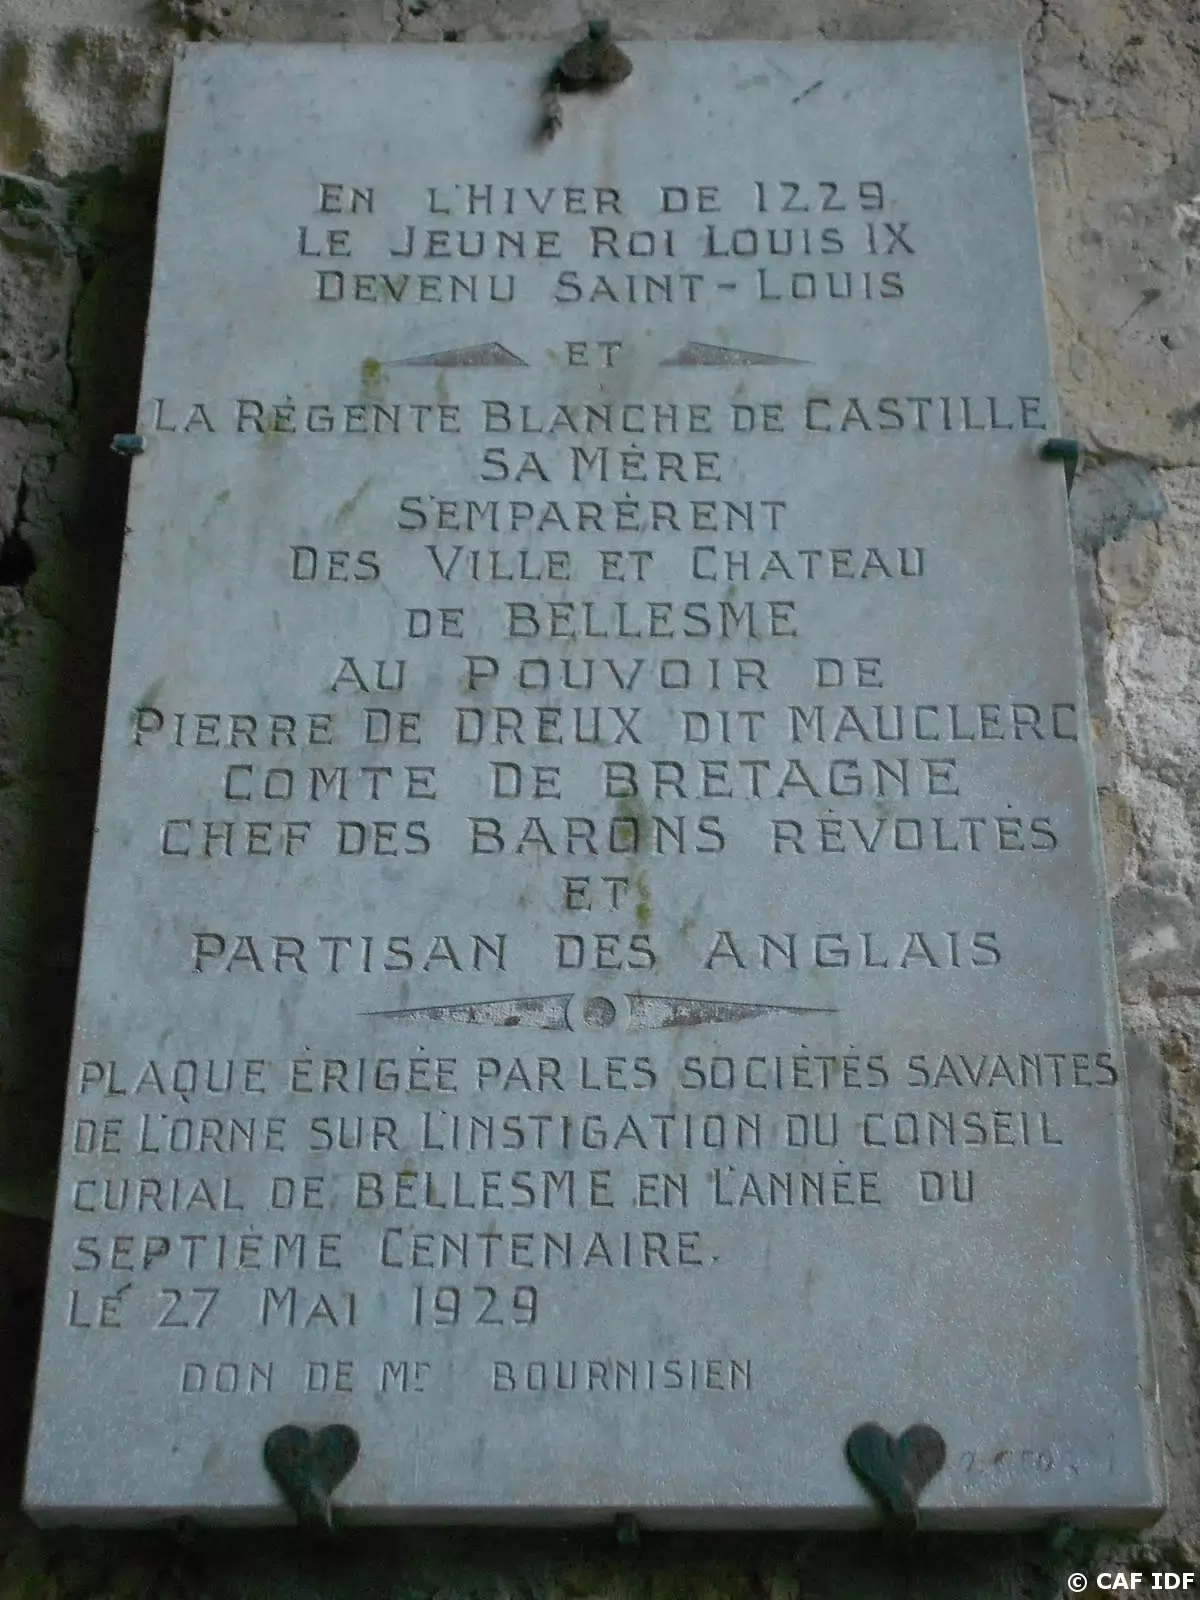 EN L'HIVER DE 1229
LE JEUNE ROI LOUIS IX
DEVENU SAINT-LOUIS
ET
LA RÉGENTE BLANCHE DE CASTILLE
SA MÈRE
S'EMPARÈRENT
DES VILLE ET CHATEAU
DE BELLESME
AU POUVOIR DE
PIERRE DE DREUX DIT MAUCLERC
COMTE DE BRETAGNE
CHEF DES BARONS RÉVOLTÉS
ET
PARTISAN DES ANGLAIS
PLAQUE ÉRIGÉE PAR LES SOCIÉTÉS SAVANTES
DE L'ORNE SUR L'INSTIGATION DU CONSEIL
CURIAL DE BELLESME EN L'ANNÉE DU
SEPTIÈME CENTENAIRE.
LE 27 MAI 1929
DON DE Mr BOURNISIEN
© CAF IDF